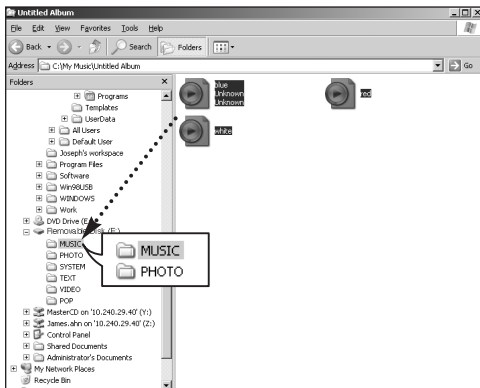 Untitled Album
File Edit View Favorites Tools Help
Back Search Folders
Address C:\My Music\Untitled Album Go
Folders
Programs
Templates
UserData
All Users
Default User
Joseph's workspace
Program Files
Software
Win98USB
WINDOWS
Work
DVD Drive
Removable Disk (E:)
MUSIC
PHOTO
SYSTEM
TEXT
VIDEO
POP
MasterCD on '10.240.29.40' (Y:)
James.ahn on '10.240.29.40' (Z:)
Control Panel
Shared Documents
Administrator's Documents
My Network Places
Recycle Bin
MUSIC
PHOTO
blue
Unknown
Unknown
red
white